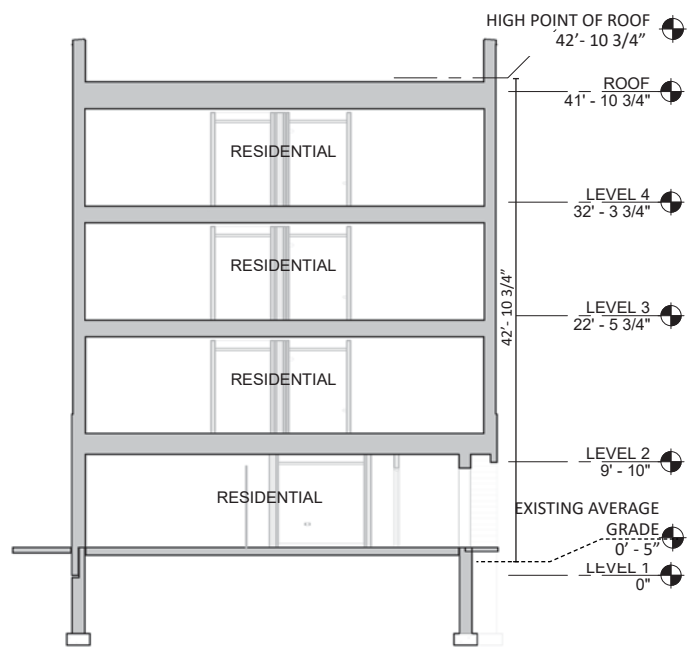 HIGH POINT OF ROOF
42'- 10 3/4"
ROOF
41' - 10 3/4"
RESIDENTIAL
LEVEL 4
32' - 3 3/4"
RESIDENTIAL
42'- 10 3/4"
LEVEL 3
22' - 5 3/4"
RESIDENTIAL
LEVEL 2
9' - 10"
RESIDENTIAL
EXISTING AVERAGE
GRADE
0' - 5"
LEVEL 1
0"